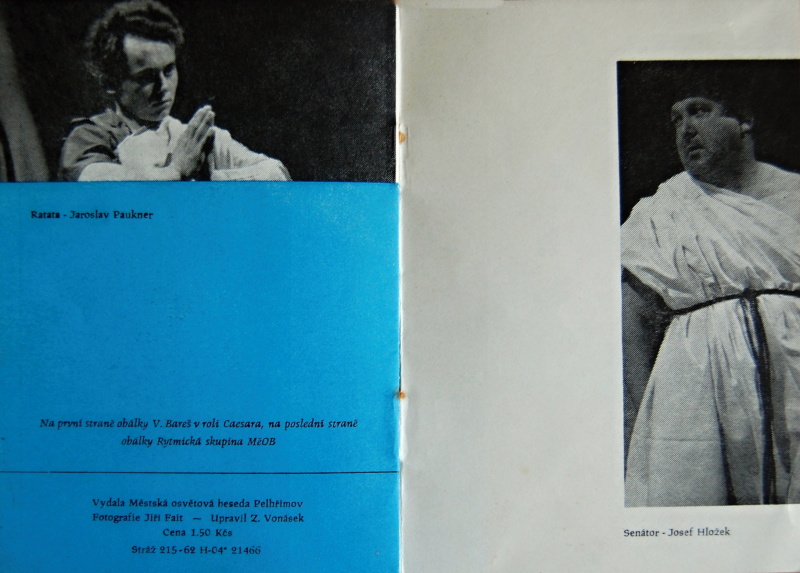 Ratata - Jaroslav Paukner
Na první straně obálky V. Bareš v roli Caesara, na poslední straně
obálky Rytmická skupina MěOB
Vydala Městská osvětová beseda Pelhřimov
Fotografie Jiří Fait — Upravil Z. Vonásek
Cena 1.50 Kčs
Stráž 215-62 H-04* 21466
Senátor - Josef Hložek